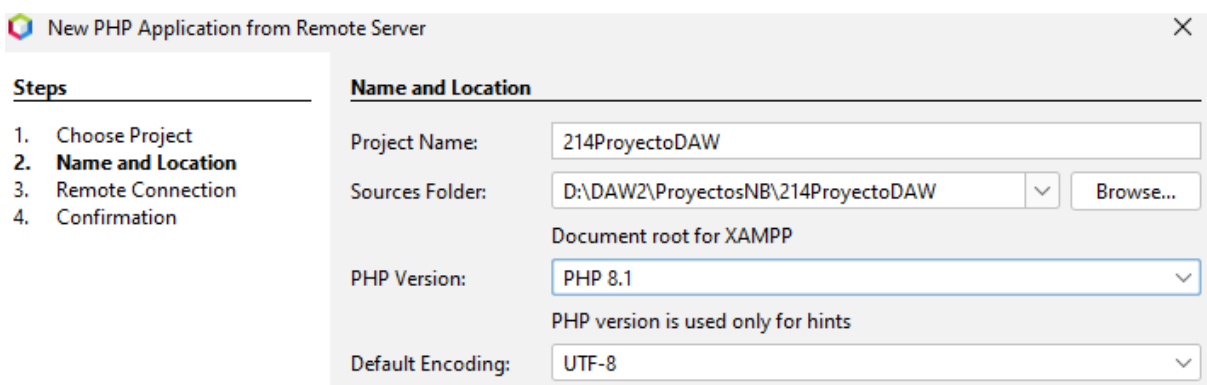 New PHP Application from Remote Server
Steps
1. Choose Project
2. Name and Location
3. Remote Connection
4. Confirmation
Name and Location
Project Name: 214ProyectoDAW
Sources Folder: D:\DAW2\ProyectosNB\214ProyectoDAW Browse...
Document root for XAMPP
PHP Version: PHP 8.1
PHP version is used only for hints
Default Encoding: UTF-8